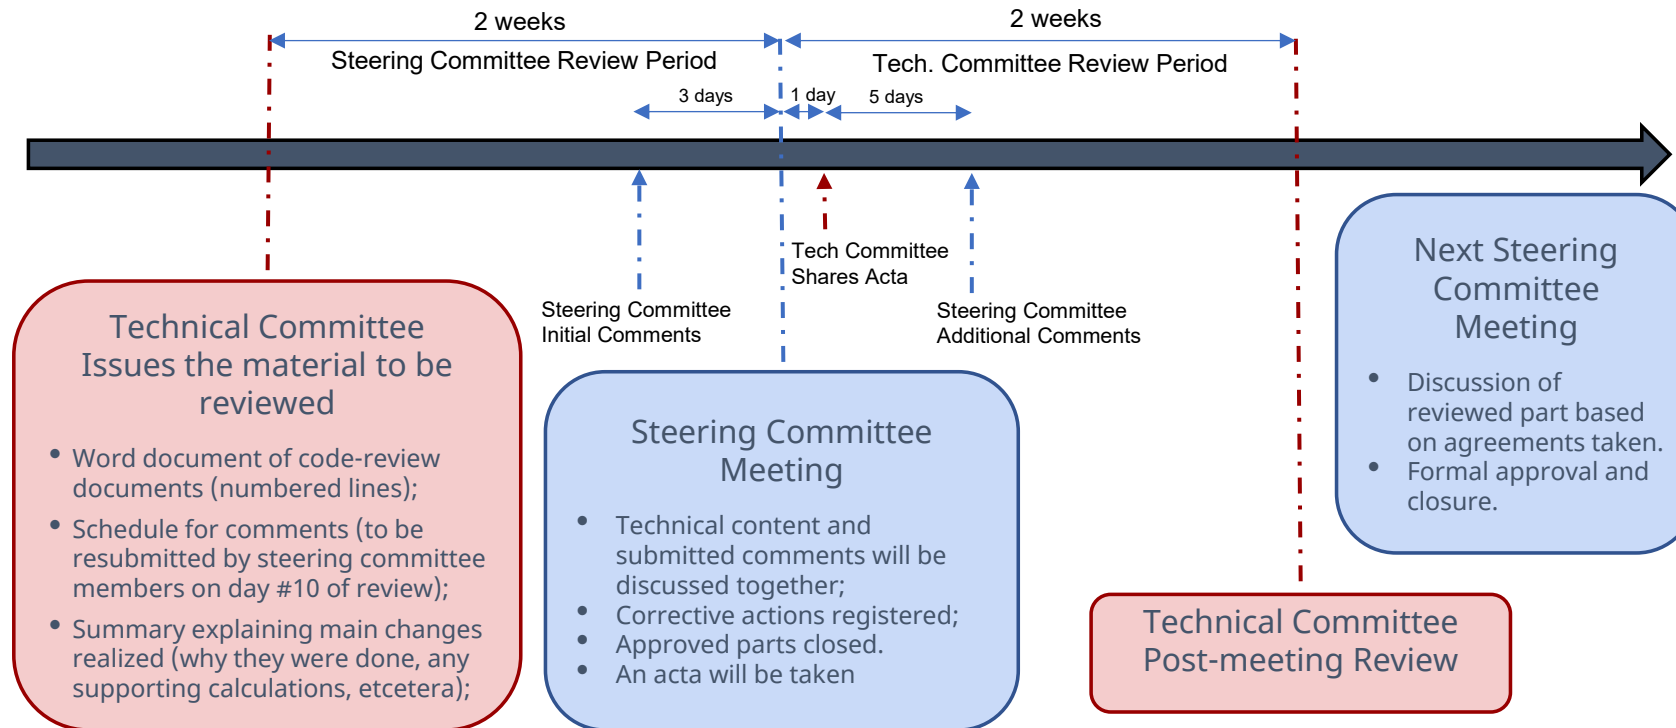 2 weeks
2 weeks
Steering Committee Review Period
Tech. Committee Review Period
3 days
1 day
5 days
Tech Committee
Shares Acta
Steering Committee
Initial Comments
Steering Committee
Additional Comments
Technical Committee
Issues the material to be
reviewed
• Word document of code-review
documents (numbered lines);
• Schedule for comments (to be
resubmitted by steering committee
members on day #10 of review);
• Summary explaining main changes
realized (why they were done, any
supporting calculations, etcetera);
Steering Committee
Meeting
• Technical content and
submitted comments will be
discussed together;
• Corrective actions registered;
• Approved parts closed.
• An acta will be taken
Technical Committee
Post-meeting Review
Next Steering
Committee
Meeting
• Discussion of
reviewed part based
on agreements taken.
• Formal approval and
closure.